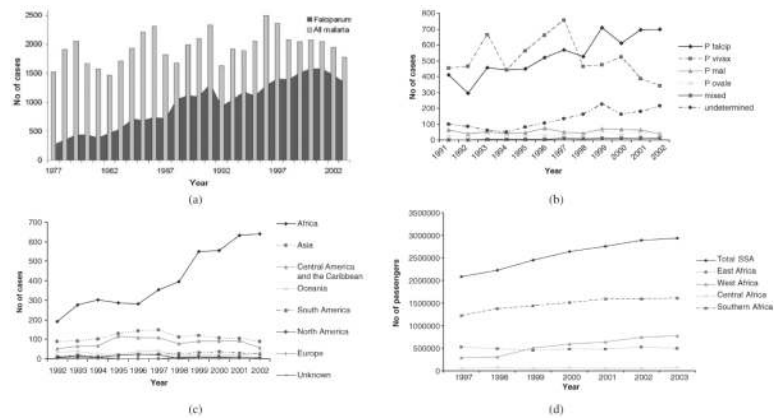 Falciparum
All malaria
No of cases
2500
2000
1500
1000
500
0
1977
1982
1987
1992
1997
2002
Year
(a)
No of cases
800
700
600
500
400
300
200
100
0
1991
1992
1993
1994
1995
1996
1997
1998
1999
2000
2001
2002
Year
P falcip
P vivax
P mal
P ovale
mixed
undetermined
(b)
No of cases
700
600
500
400
300
200
100
0
1992
1993
1994
1995
1996
1997
1998
1999
2000
2001
2002
Year
Africa
Asia
Central America
and the Caribbean
Oceania
South America
North America
Europe
Unknown
(c)
No of passengers
3500000
3000000
2500000
2000000
1500000
1000000
500000
0
1997
1998
1999
2000
2001
2002
2003
Year
Total SSA
East Africa
West Africa
Central Africa
Southern Africa
(d)